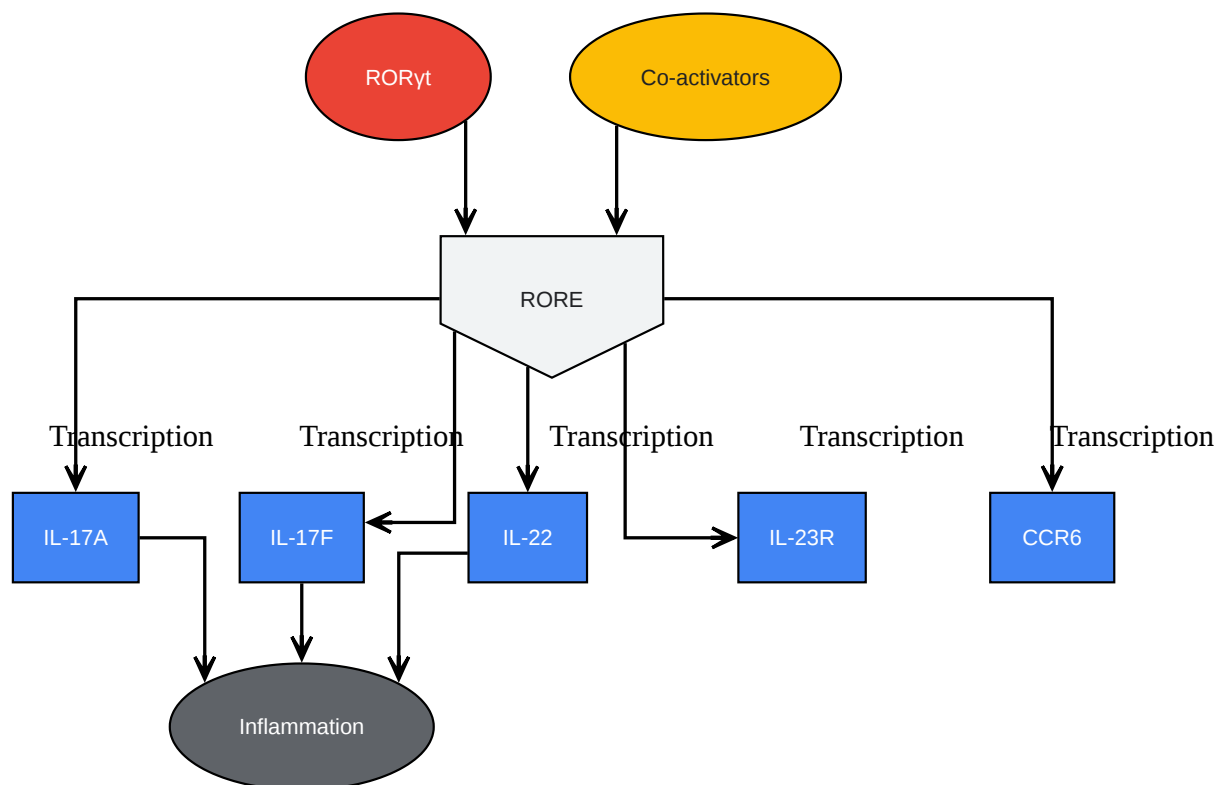 RORγt
Co-activators
RORE
Transcription
Transcription
Transcription
Transcription
Transcription
IL-17A
IL-17F
IL-22
IL-23R
CCR6
Inflammation